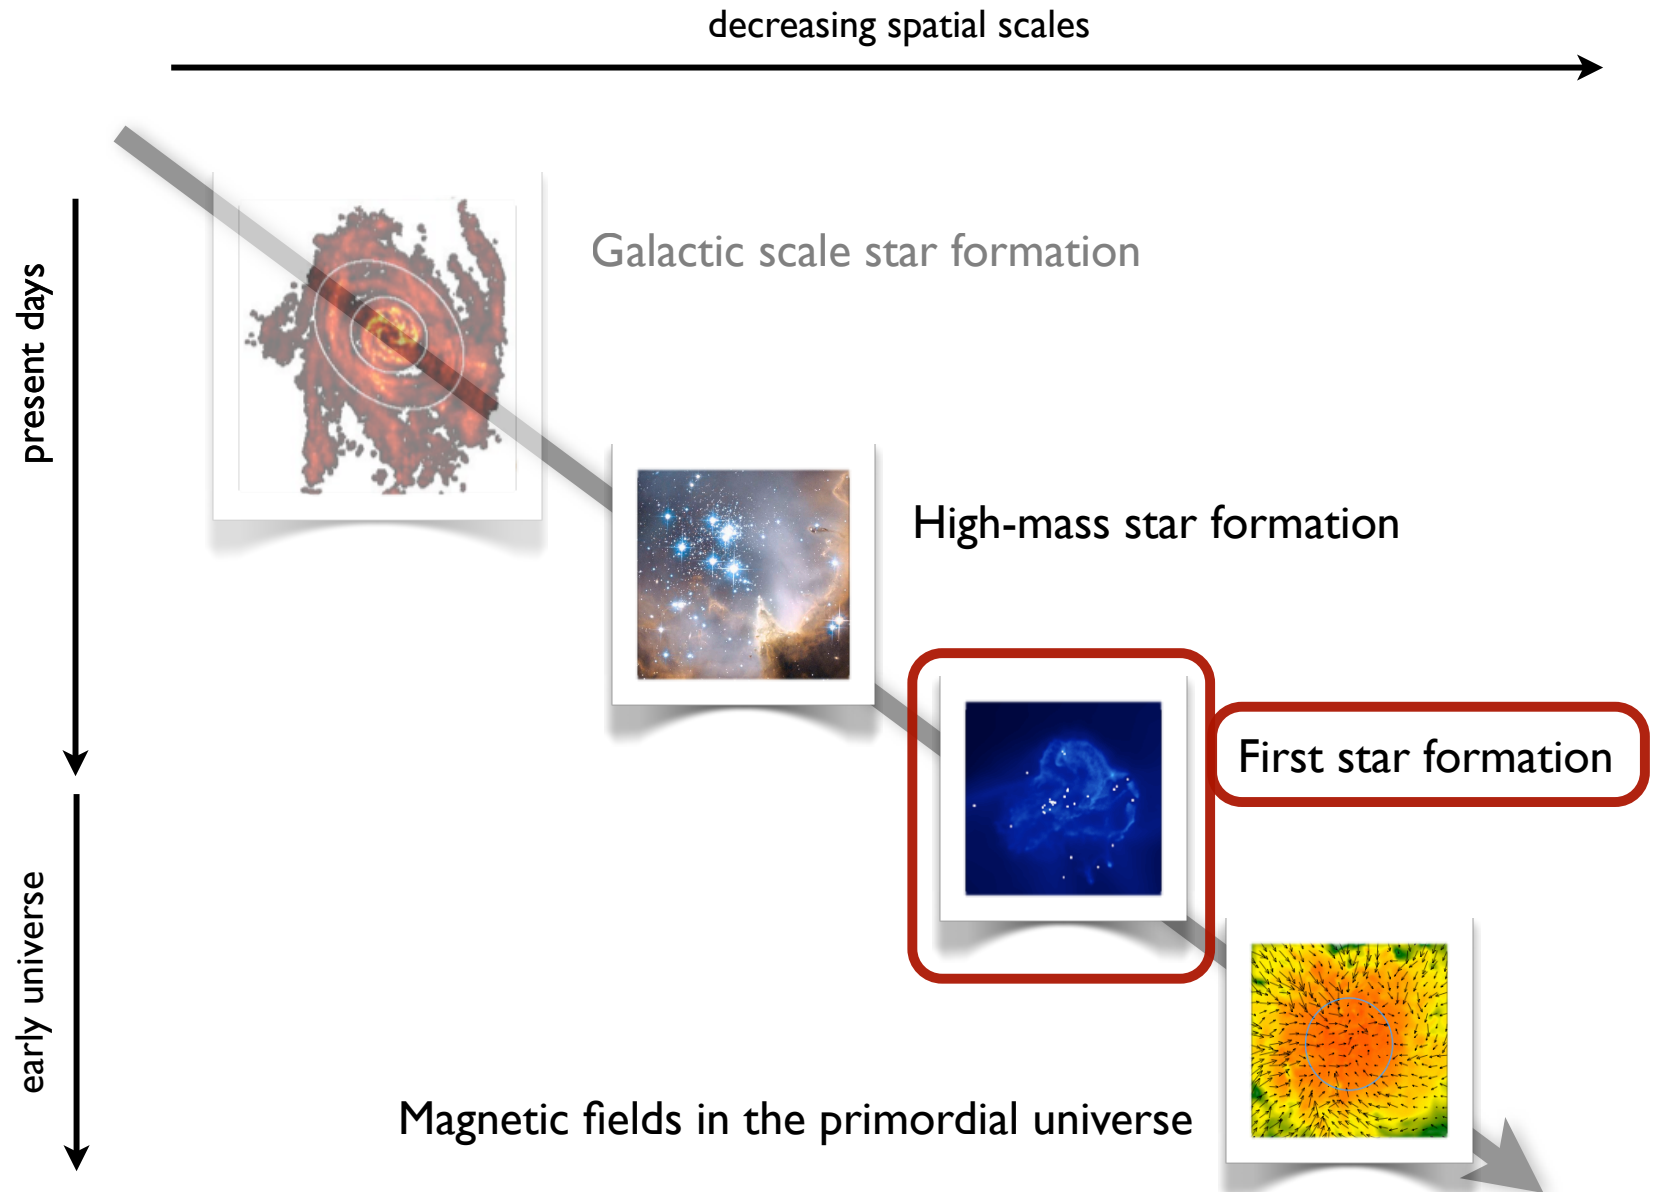 decreasing spatial scales
present days
Galactic scale star formation
High-mass star formation
First star formation
early universe
Magnetic fields in the primordial universe